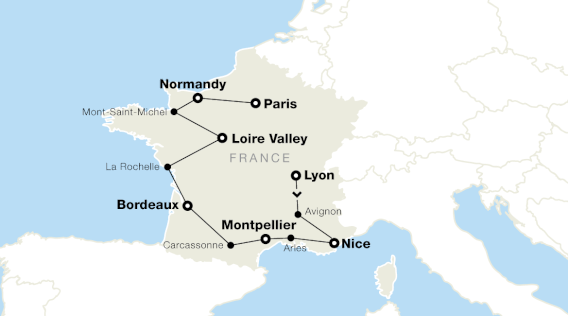 Normandy
Paris
Mont-Saint-Michel
Loire Valley
FRANCE
La Rochelle
Lyon
Bordeaux
Avignon
Montpellier
Carcassonne
Arles
Nice